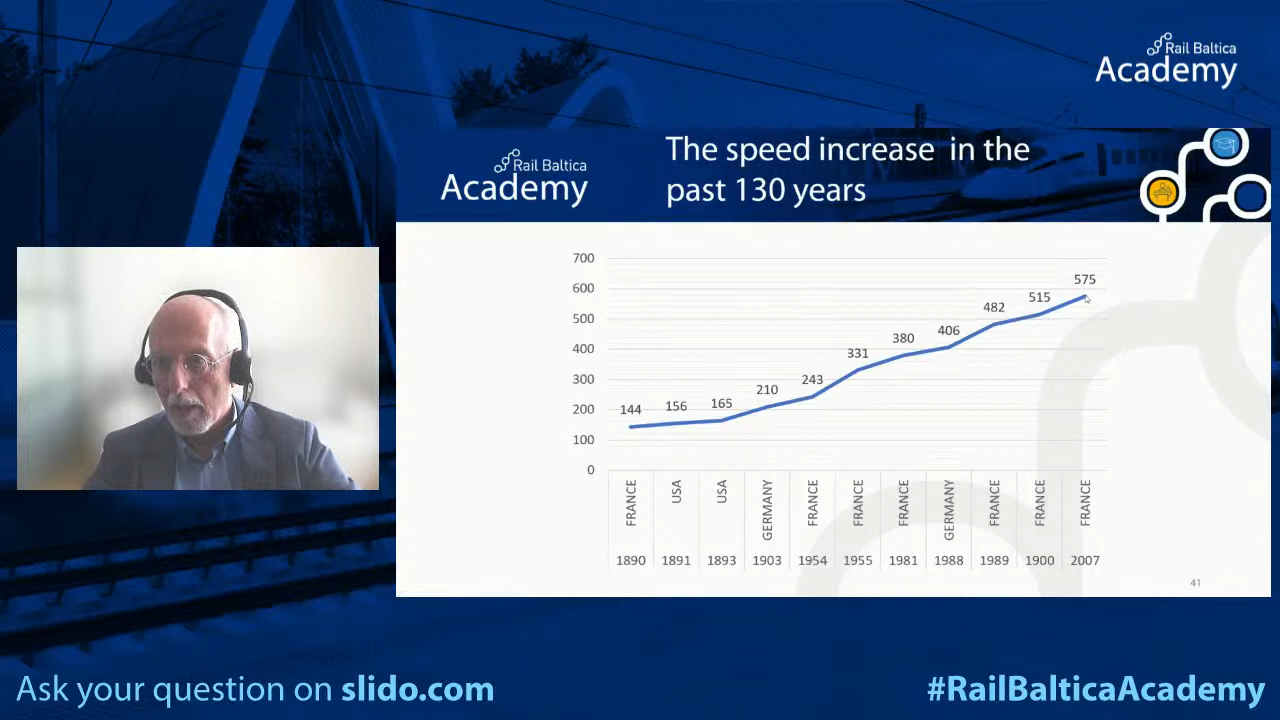 Rail Baltica
Academy
Rail Baltica
Academy
The speed increase in the
past 130 years
700
600
500
400
300
200
100
0
144
156
165
210
243
331
380
406
482
515
575
FRANCE
USA
USA
GERMANY
FRANCE
FRANCE
FRANCE
GERMANY
FRANCE
FRANCE
FRANCE
1890
1891
1893
1903
1954
1955
1981
1988
1989
1900
2007
41
Ask your question on slido.com
#RailBalticaAcademy